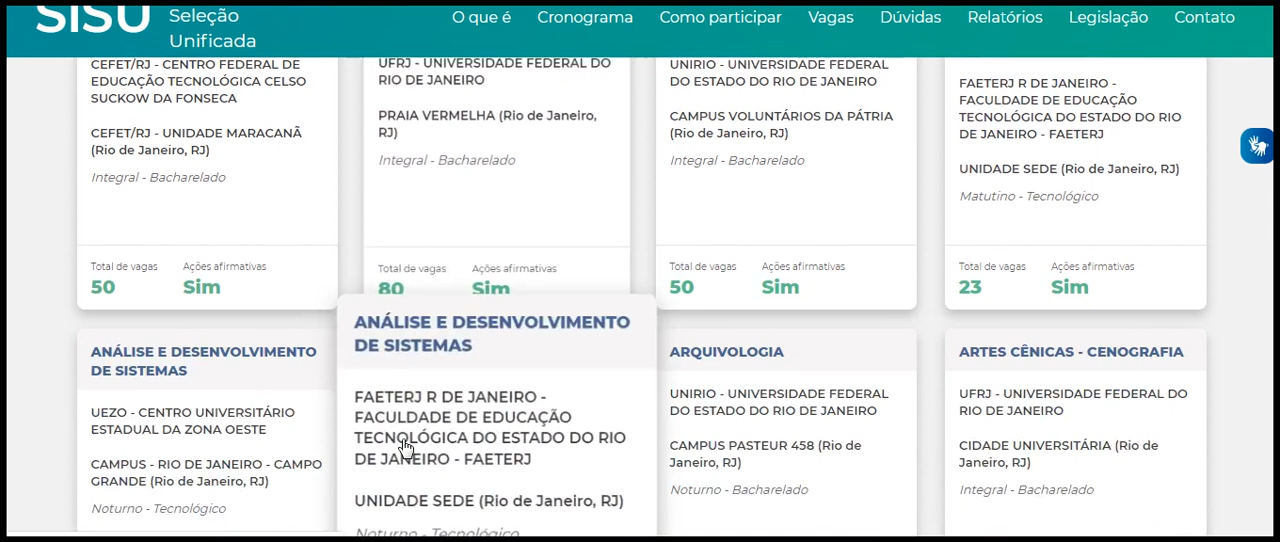 SISU
Seleção
Unificada
O que é
Cronograma
Como participar
Vagas
Dúvidas
Relatórios
Legislação
Contato
CEFET/RJ - CENTRO FEDERAL DE
EDUCAÇÃO TECNOLÓGICA CELSO
SUCKOW DA FONSECA
CEFET/RJ - UNIDADE MARACANÃ
(Rio de Janeiro, RJ)
Integral - Bacharelado
Total de vagas
Ações afirmativas
50
Sim
UFRJ - UNIVERSIDADE FEDERAL DO
RIO DE JANEIRO
PRAIA VERMELHA (Rio de Janeiro,
RJ)
Integral - Bacharelado
Total de vagas
Ações afirmativas
80
Sim
UNIRIO - UNIVERSIDADE FEDERAL
DO ESTADO DO RIO DE JANEIRO
CAMPUS VOLUNTÁRIOS DA PÁTRIA
(Rio de Janeiro, RJ)
Integral - Bacharelado
Total de vagas
Ações afirmativas
50
Sim
FAETERJ R DE JANEIRO -
FACULDADE DE EDUCAÇÃO
TECNOLÓGICA DO ESTADO DO RIO
DE JANEIRO - FAETERJ
UNIDADE SEDE (Rio de Janeiro, RJ)
Matutino - Tecnológico
Total de vagas
Ações afirmativas
23
Sim
ANÁLISE E DESENVOLVIMENTO
DE SISTEMAS
UEZO - CENTRO UNIVERSITÁRIO
ESTADUAL DA ZONA OESTE
CAMPUS - RIO DE JANEIRO - CAMPO
GRANDE (Rio de Janeiro, RJ)
Noturno - Tecnológico
ANÁLISE E DESENVOLVIMENTO
DE SISTEMAS
FAETERJ R DE JANEIRO -
FACULDADE DE EDUCAÇÃO
TECNOLÓGICA DO ESTADO DO RIO
DE JANEIRO - FAETERJ
UNIDADE SEDE (Rio de Janeiro, RJ)
Noturno - Tecnológico
ARQUIVOLOGIA
UNIRIO - UNIVERSIDADE FEDERAL
DO ESTADO DO RIO DE JANEIRO
CAMPUS PASTEUR 458 (Rio de
Janeiro, RJ)
Noturno - Bacharelado
ARTES CÊNICAS - CENOGRAFIA
UFRJ - UNIVERSIDADE FEDERAL DO
RIO DE JANEIRO
CIDADE UNIVERSITÁRIA (Rio de
Janeiro, RJ)
Integral - Bacharelado